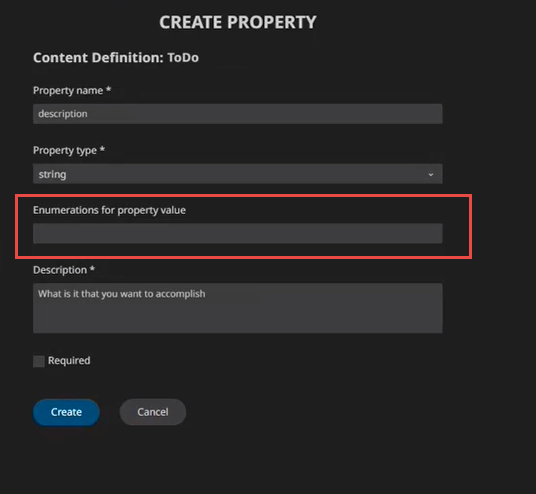 CREATE PROPERTY
Content Definition: ToDo
Property name *
description
Property type *
string
Enumerations for property value
Description *
What is it that you want to accomplish
Required
Create Cancel